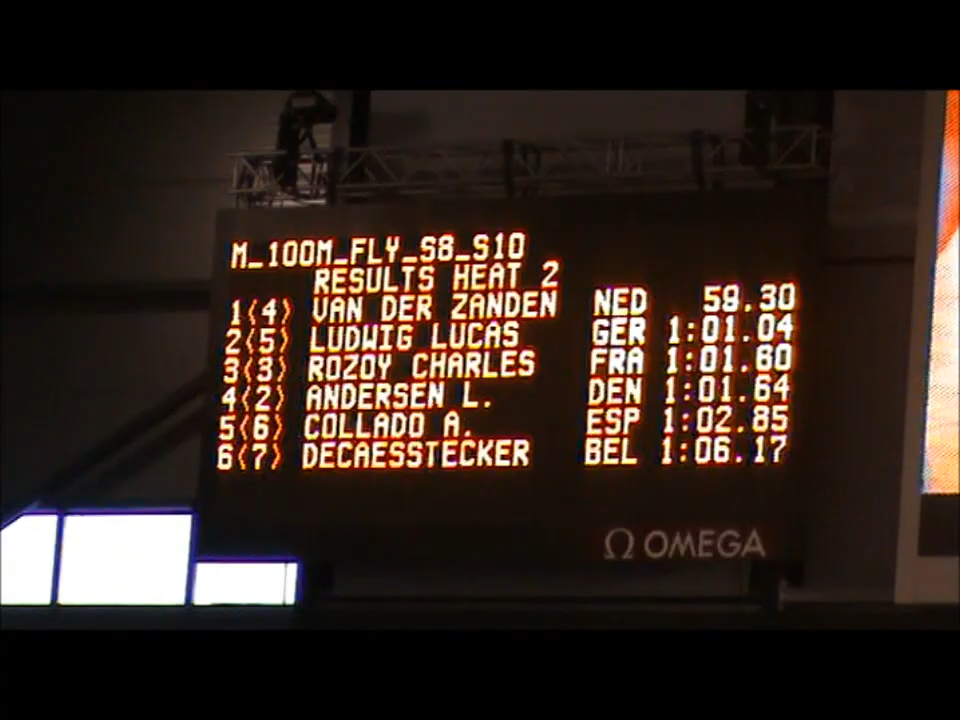 M_100M_FLY_S8_S10
RESULTS HEAT 2
1(4) VAN DER ZANDEN NED 59.30
2(5) LUDWIG LUCAS GER 1:01.04
3(3) ROZOY CHARLES FRA 1:01.60
4(2) ANDERSEN L. DEN 1:01.64
5(6) COLLADO A. ESP 1:02.85
6(7) DECAESSTECKER BEL 1:06.17
Ω OMEGA